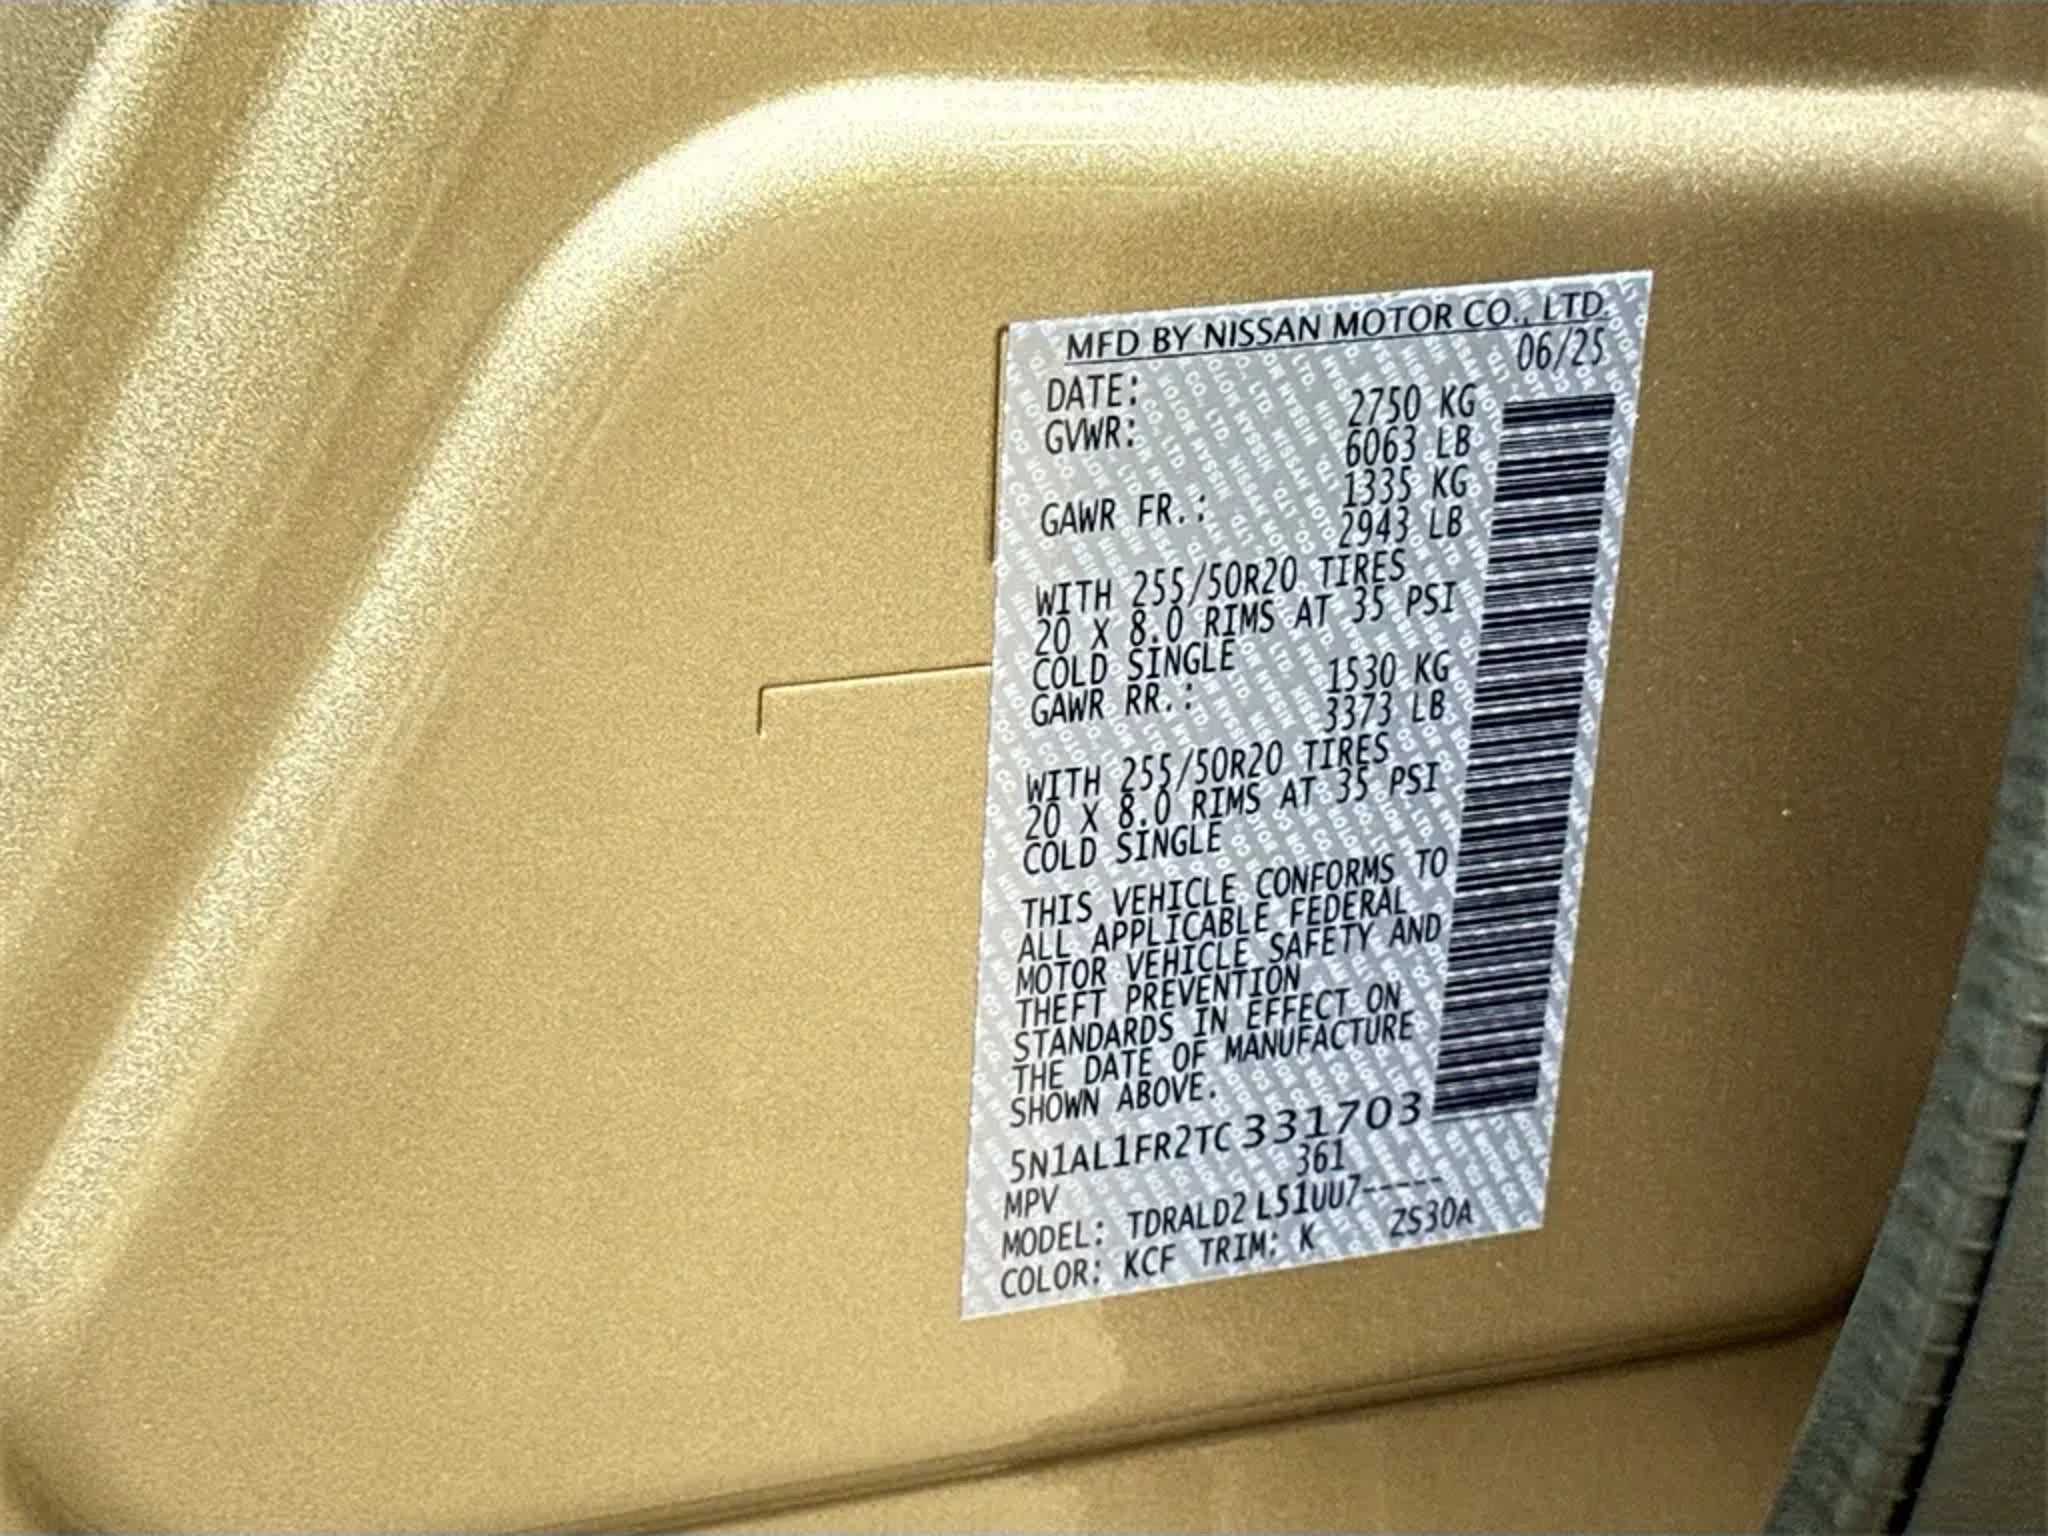 MFD BY NISSAN MOTOR CO., LTD.
DATE: 06/25
GVWR: 2750 KG
6063 LB
GAWR FR.: 1335 KG
2943 LB
WITH 255/50R20 TIRES
20 X 8.0 RIMS AT 35 PSI
COLD SINGLE
GAWR RR.: 1530 KG
3373 LB
WITH 255/50R20 TIRES
20 X 8.0 RIMS AT 35 PSI
COLD SINGLE
THIS VEHICLE CONFORMS TO
ALL APPLICABLE FEDERAL
MOTOR VEHICLE SAFETY AND
THEFT PREVENTION
STANDARDS IN EFFECT ON
THE DATE OF MANUFACTURE
SHOWN ABOVE.
5N1AL1FR2TC331703
MPV 361
MODEL: TDRALD2 L51UU7------
COLOR: KCF TRIM: K ZS30A